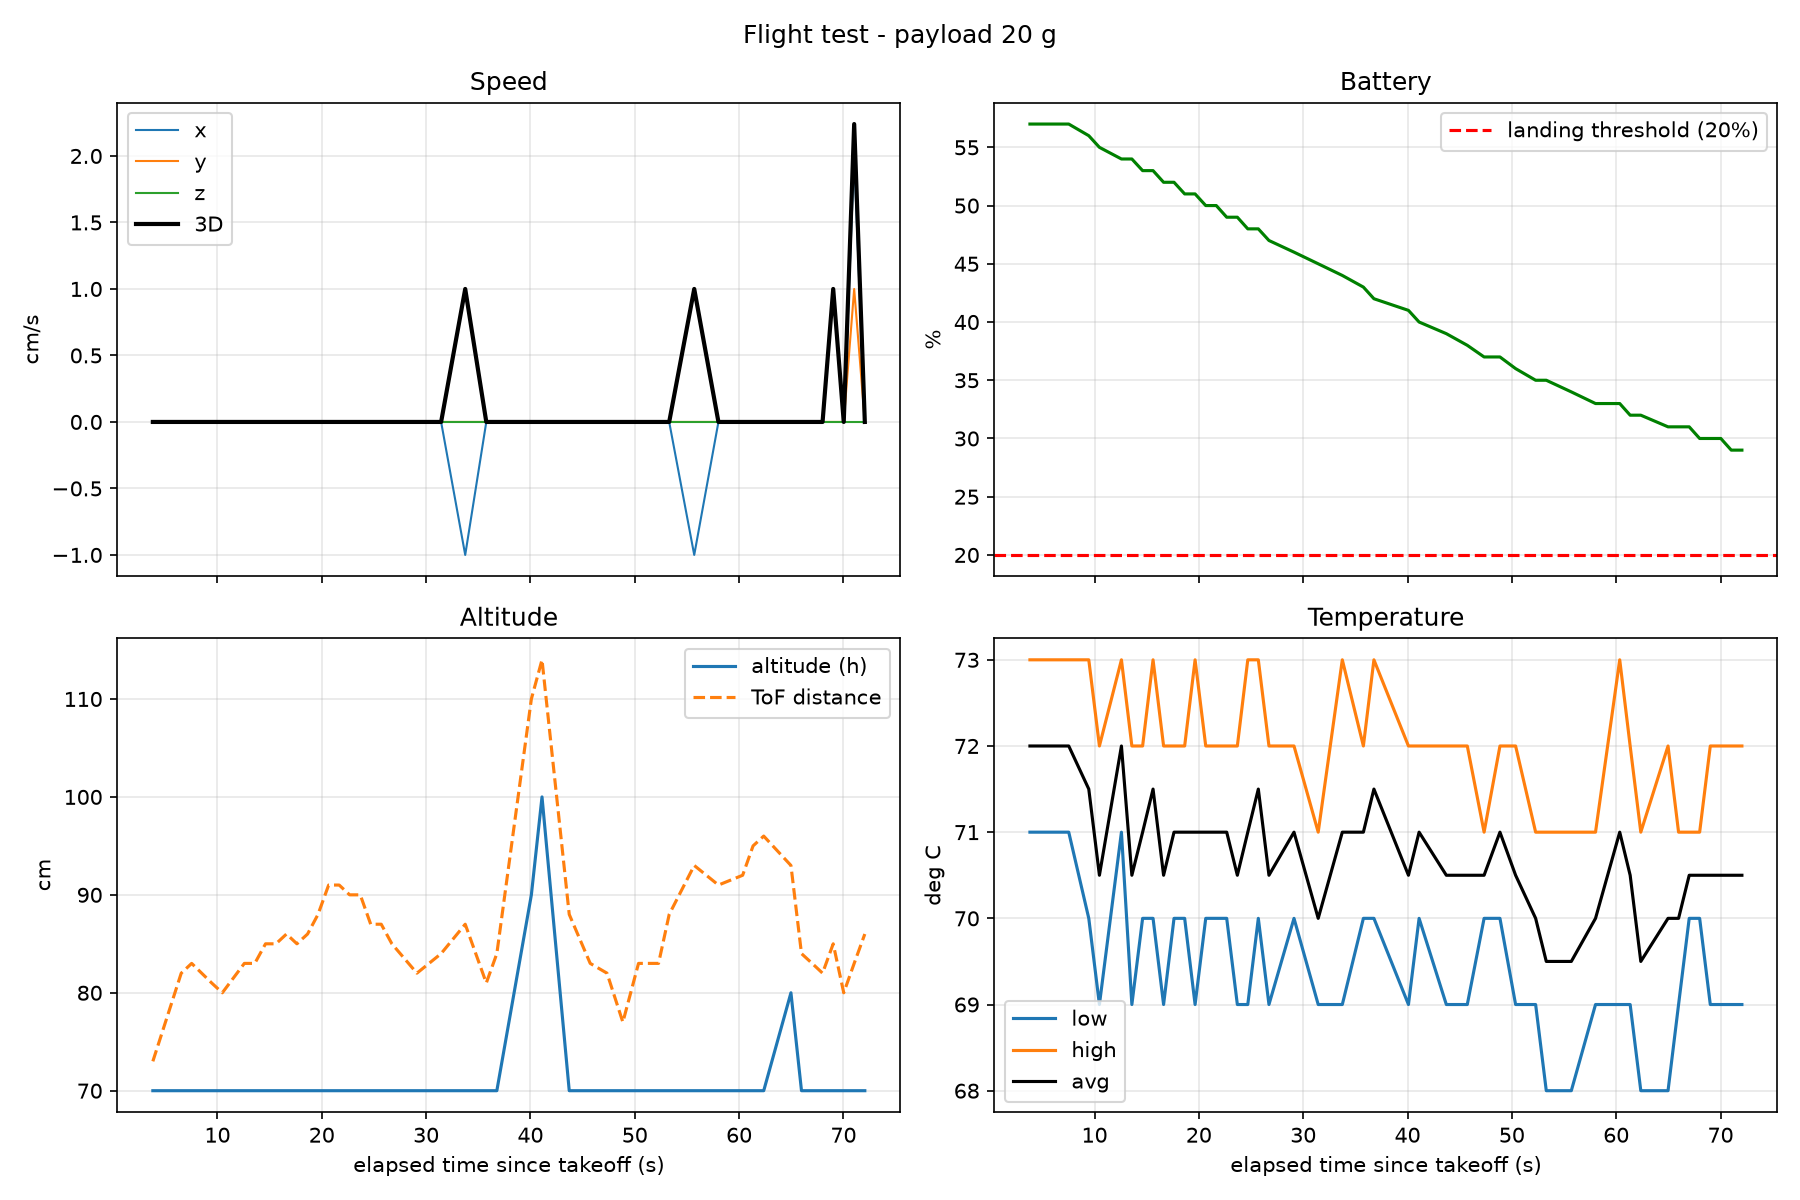 Flight test - payload 20 g
Speed
cm/s
2.0
1.5
1.0
0.5
0.0
−0.5
−1.0
x
y
z
3D
Battery
%
55
50
45
40
35
30
25
20
landing threshold (20%)
Altitude
cm
110
100
90
80
70
altitude (h)
ToF distance
10 20 30 40 50 60 70
elapsed time since takeoff (s)
Temperature
deg C
73
72
71
70
69
68
low
high
avg
10 20 30 40 50 60 70
elapsed time since takeoff (s)